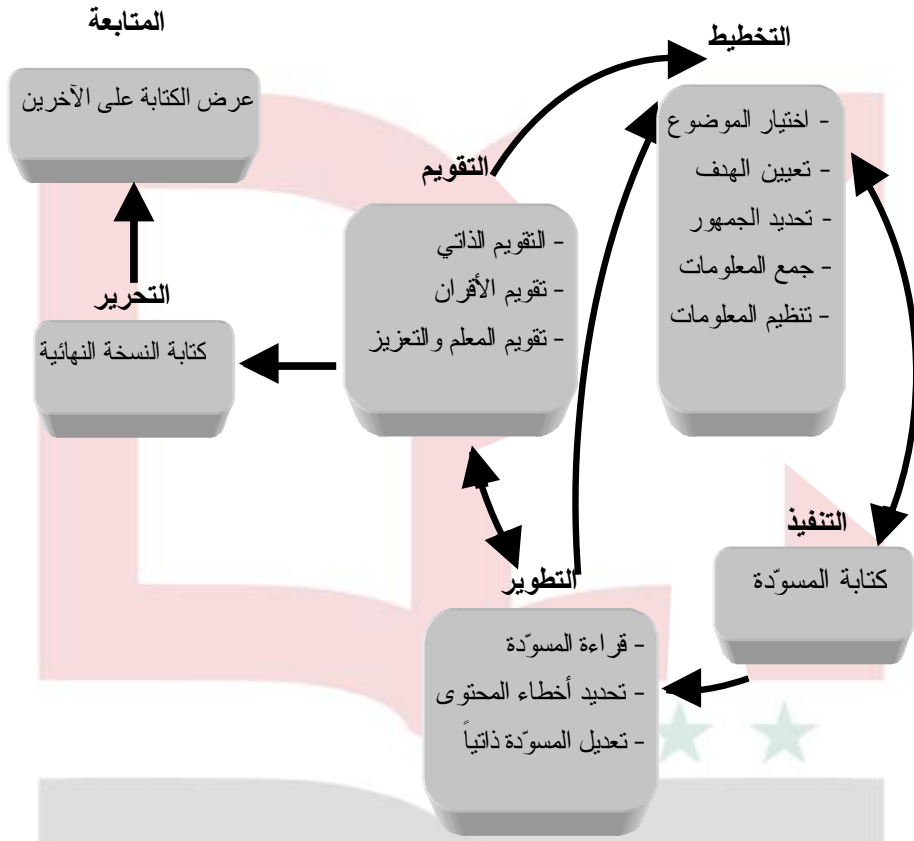 التخطيط
- اختيار الموضوع
- تعيين الهدف
- تحديد الجمهور
- جمع المعلومات
- تنظيم المعلومات
التنفيذ
كتابة المسوّدة
التطوير
- قراءة المسوّدة
- تحديد أخطاء المحتوى
- تعديل المسوّدة ذاتياً
التقويم
- التقويم الذاتي
- تقويم الأقران
- تقويم المعلم والتعزيز
التحرير
كتابة النسخة النهائية
المتابعة
عرض الكتابة على الآخرين